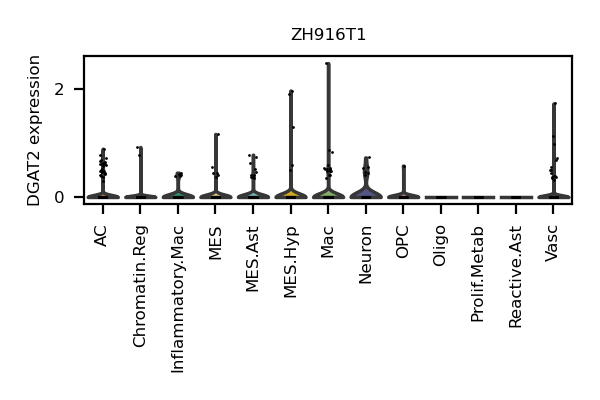 ZH916T1
DGAT2 expression
2
0
AC
Chromatin.Reg
Inflammatory.Mac
MES
MES.Ast
MES.Hyp
Mac
Neuron
OPC
Oligo
Prolif.Metab
Reactive.Ast
Vasc